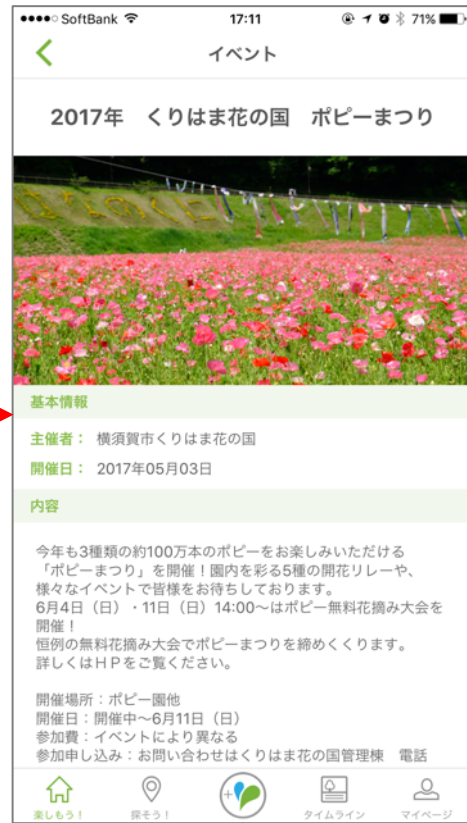 SoftBank 17:11 71%
イベント
2017年 くりはま花の国 ポピーまつり
基本情報
主催者： 横須賀市くりはま花の国
開催日： 2017年05月03日
内容
今年も3種類の約100万本のポピーをお楽しみいただける
「ポピーまつり」を開催！園内を彩る5種の開花リレーや、
様々なイベントで皆様をお待ちしております。
6月4日（日）・11日（日）14:00〜はポピー無料花摘み大会を
開催！
恒例の無料花摘み大会でポピーまつりを締めくくります。
詳しくはＨＰをご覧ください。
開催場所：ポピー園他
開催日：開催中〜6月11日（日）
参加費：イベントにより異なる
参加申し込み：お問い合わせはくりはま花の国管理棟 電話
楽しもう！ 探そう！ タイムライン マイページ